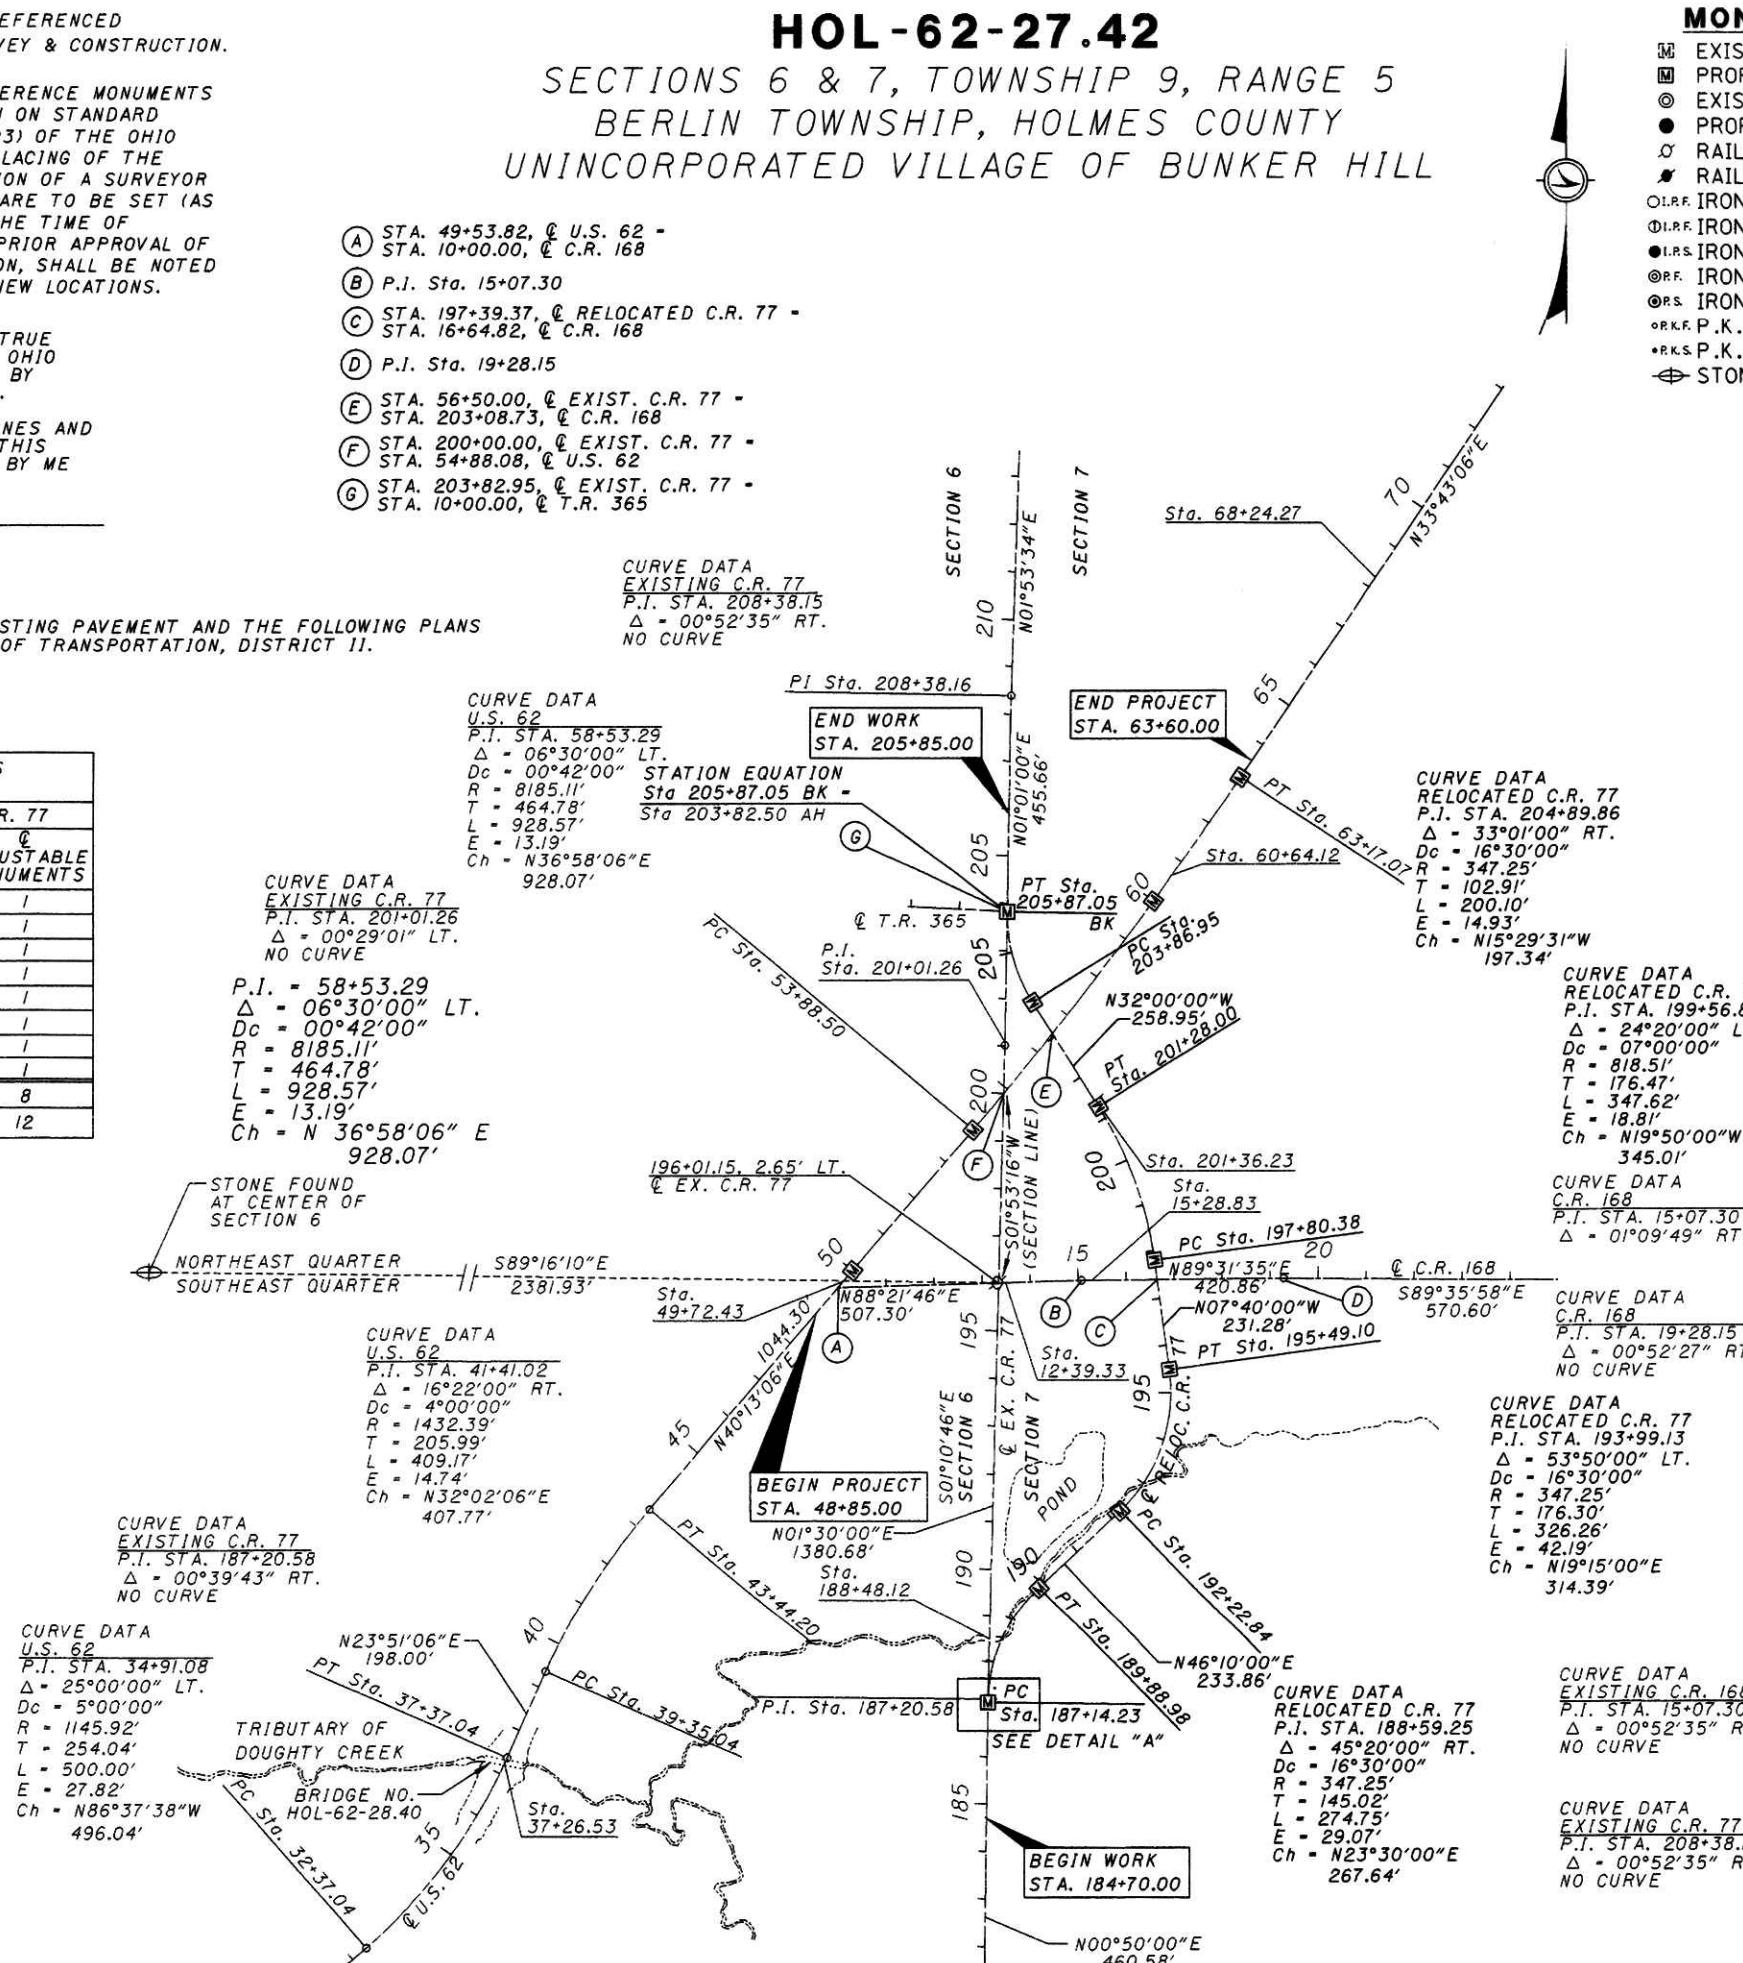 HOL-62-27.42
SECTIONS 6 & 7, TOWNSHIP 9, RANGE 5
BERLIN TOWNSHIP, HOLMES COUNTY
UNINCORPORATED VILLAGE OF BUNKER HILL
VEY & CONSTRUCTION.
ERENCE MONUMENTS
ON STANDARD
3) OF THE OHIO
LACING OF THE
ION OF A SURVEYOR
ARE TO BE SET (AS
HE TIME OF
PRIOR APPROVAL OF
ON, SHALL BE NOTED
NEW LOCATIONS.
TRUE
OHIO
BY
NES AND
THIS
BY ME
STING PAVEMENT AND THE FOLLOWING PLANS
OF TRANSPORTATION, DISTRICT 11.
R. 77
℄
USTABLE
NUMENTS
1
1
1
1
1
1
1
1
8
12
MON
M EXIS
M PROP
EXIS
PROP
RAIL
RAIL
I.P.F. IRON
I.P.F. IRON
I.P.S. IRON
P.F. IRON
P.S. IRON
P.K.F. P.K.
P.K.S. P.K.
STON
A STA. 49+53.82, ℄ U.S. 62 =
STA. 10+00.00, ℄ C.R. 168
B P.I. Sta. 15+07.30
C STA. 197+39.37, ℄ RELOCATED C.R. 77 =
STA. 16+64.82, ℄ C.R. 168
D P.I. Sta. 19+28.15
E STA. 56+50.00, ℄ EXIST. C.R. 77 =
STA. 203+08.73, ℄ C.R. 168
F STA. 200+00.00, ℄ EXIST. C.R. 77 =
STA. 54+88.08, ℄ U.S. 62
G STA. 203+82.95, ℄ EXIST. C.R. 77 =
STA. 10+00.00, ℄ T.R. 365
CURVE DATA
EXISTING C.R. 77
P.I. STA. 208+38.15
Δ = 00°52'35" RT.
NO CURVE
CURVE DATA
U.S. 62
P.I. STA. 58+53.29
Δ = 06°30'00" LT.
Dc = 00°42'00"
R = 8185.11'
T = 464.78'
L = 928.57'
E = 13.19'
Ch = N36°58'06"E
928.07'
CURVE DATA
EXISTING C.R. 77
P.I. STA. 201+01.26
Δ = 00°29'01" LT.
NO CURVE
P.I. = 58+53.29
Δ = 06°30'00" LT.
Dc = 00°42'00"
R = 8185.11'
T = 464.78'
L = 928.57'
E = 13.19'
Ch = N 36°58'06" E
928.07'
SECTION 6
SECTION 7
N01°53'34"E
210
PI Sta. 208+38.16
END WORK
STA. 205+85.00
STATION EQUATION
Sta 205+87.05 BK =
Sta 203+82.50 AH
G
N01°01'00"E
455.66'
205
PT Sta.
205+87.05
BK
℄ T.R. 365
P.I.
Sta. 201+01.26
205
PC Sta.
203+86.95
PC Sta. 53+88.50
200
F
E
N32°00'00"W
258.95'
PT
Sta. 201+28.00
Sta. 68+24.27
70
N33°43'06"E
65
END PROJECT
STA. 63+60.00
PT Sta. 63+17.07
Sta. 60+64.12
60
CURVE DATA
RELOCATED C.R. 77
P.I. STA. 204+89.86
Δ = 33°01'00" RT.
Dc = 16°30'00"
R = 347.25'
T = 102.91'
L = 200.10'
E = 14.93'
Ch = N15°29'31"W
197.34'
CURVE DATA
RELOCATED C.R.
P.I. STA. 199+56.8
Δ = 24°20'00" L
Dc = 07°00'00"
R = 818.51'
T = 176.47'
L = 347.62'
E = 18.81'
Ch = N19°50'00"W
345.01'
STONE FOUND
AT CENTER OF
SECTION 6
NORTHEAST QUARTER
SOUTHEAST QUARTER
S89°16'10"E
2381.93'
196+01.15, 2.65' LT.
℄ EX. C.R. 77
S01°53'16"W
(SECTION LINE)
Sta. 201+36.23
200
Sta.
15+28.83
15
PC Sta. 197+80.38
20
N89°31'35"E
420.86'
℄ C.R. 168
S89°35'58"E
570.60'
50
Sta.
49+72.43
N88°21'46"E
507.30'
A
B
C
D
N07°40'00"W
231.28'
PT Sta. 195+49.10
195
195
Sta.
12+39.33
℄ EX. C.R. 77
℄ RELOC. C.R. 77
CURVE DATA
C.R. 168
P.I. STA. 15+07.30
Δ = 01°09'49" RT
CURVE DATA
C.R. 168
P.I. STA. 19+28.15
Δ = 00°52'27" RT
NO CURVE
CURVE DATA
U.S. 62
P.I. STA. 41+41.02
Δ = 16°22'00" RT.
Dc = 4°00'00"
R = 1432.39'
T = 205.99'
L = 409.17'
E = 14.74'
Ch = N32°02'06"E
407.77'
1044.30'
N40°13'06"E
45
BEGIN PROJECT
STA. 48+85.00
S01°10'46"E
SECTION 6
SECTION 7
POND
N01°30'00"E
1380.68'
Sta.
188+48.12
190
190
PC Sta. 192+22.84
PT Sta. 189+88.98
N46°10'00"E
233.86'
CURVE DATA
RELOCATED C.R. 77
P.I. STA. 193+99.13
Δ = 53°50'00" LT.
Dc = 16°30'00"
R = 347.25'
T = 176.30'
L = 326.26'
E = 42.19'
Ch = N19°15'00"E
314.39'
CURVE DATA
EXISTING C.R. 77
P.I. STA. 187+20.58
Δ = 00°39'43" RT.
NO CURVE
CURVE DATA
U.S. 62
P.I. STA. 34+91.08
Δ = 25°00'00" LT.
Dc = 5°00'00"
R = 1145.92'
T = 254.04'
L = 500.00'
E = 27.82'
Ch = N86°37'38"W
496.04'
PT Sta. 43+44.20
40
N23°51'06"E
198.00'
PT Sta. 37+37.04
PC Sta. 39+35.04
TRIBUTARY OF
DOUGHTY CREEK
BRIDGE NO.
HOL-62-28.40
Sta.
37+26.53
35
PC Sta. 32+37.04
℄ U.S. 62
P.I. Sta. 187+20.58
PC
Sta. 187+14.23
SEE DETAIL "A"
185
BEGIN WORK
STA. 184+70.00
N00°50'00"E
460.58'
CURVE DATA
RELOCATED C.R. 77
P.I. STA. 188+59.25
Δ = 45°20'00" RT.
Dc = 16°30'00"
R = 347.25'
T = 145.02'
L = 274.75'
E = 29.07'
Ch = N23°30'00"E
267.64'
CURVE DATA
EXISTING C.R. 168
P.I. STA. 15+07.30
Δ = 00°52'35" R
NO CURVE
CURVE DATA
EXISTING C.R. 77
P.I. STA. 208+38.
Δ = 00°52'35" R
NO CURVE